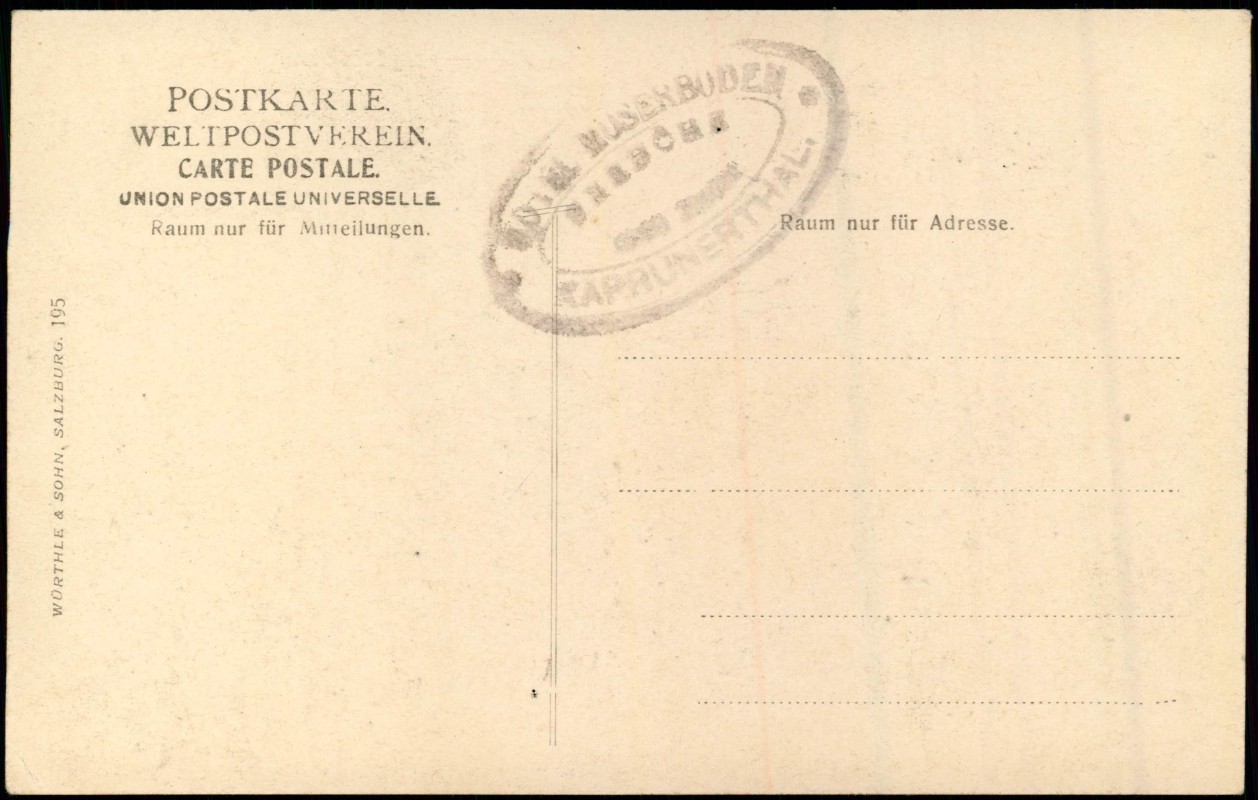 POSTKARTE.
WELTPOSTVEREIN.
CARTE POSTALE.
UNION POSTALE UNIVERSELLE.
Raum nur für Mitteilungen.
HOTEL MOSERBODEN
KAPRUNERTHAL.
Raum nur für Adresse.
WÜRTHLE & SOHN, SALZBURG. 195